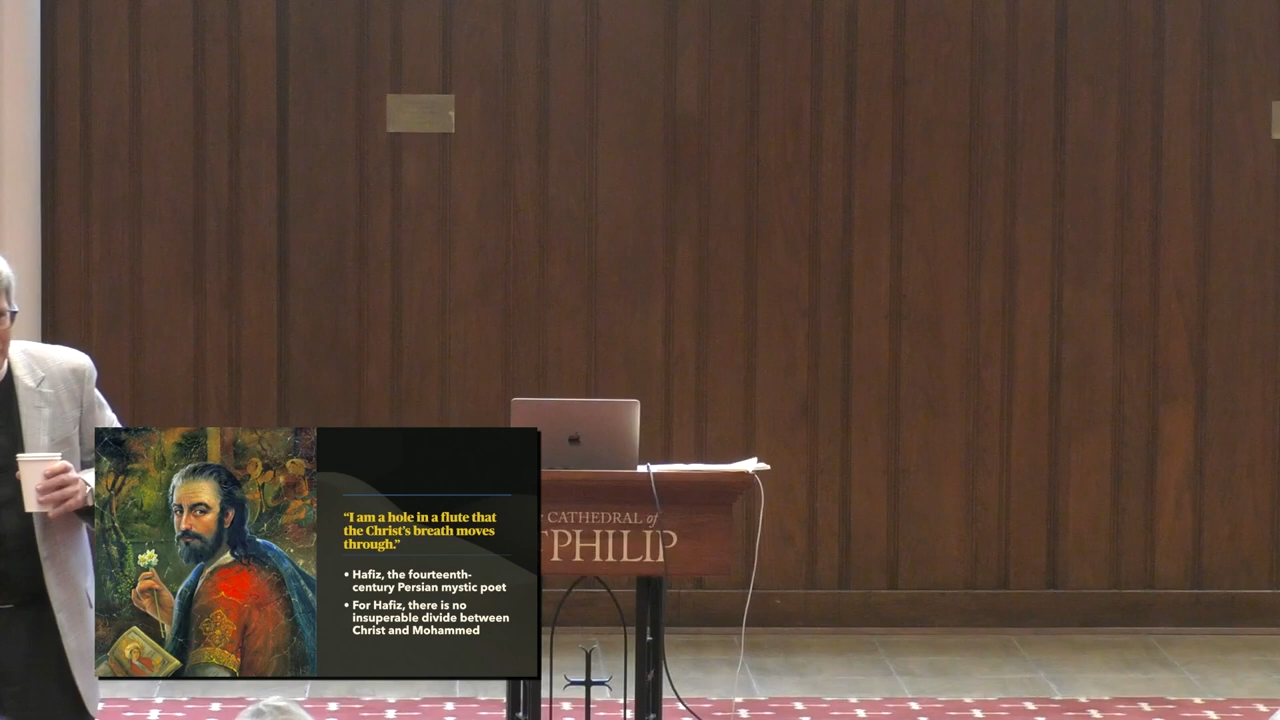 “I am a hole in a flute that
the Christ’s breath moves
through.”
• Hafiz, the fourteenth-
century Persian mystic poet
• For Hafiz, there is no
insuperable divide between
Christ and Mohammed
CATHEDRAL of
PHILIP